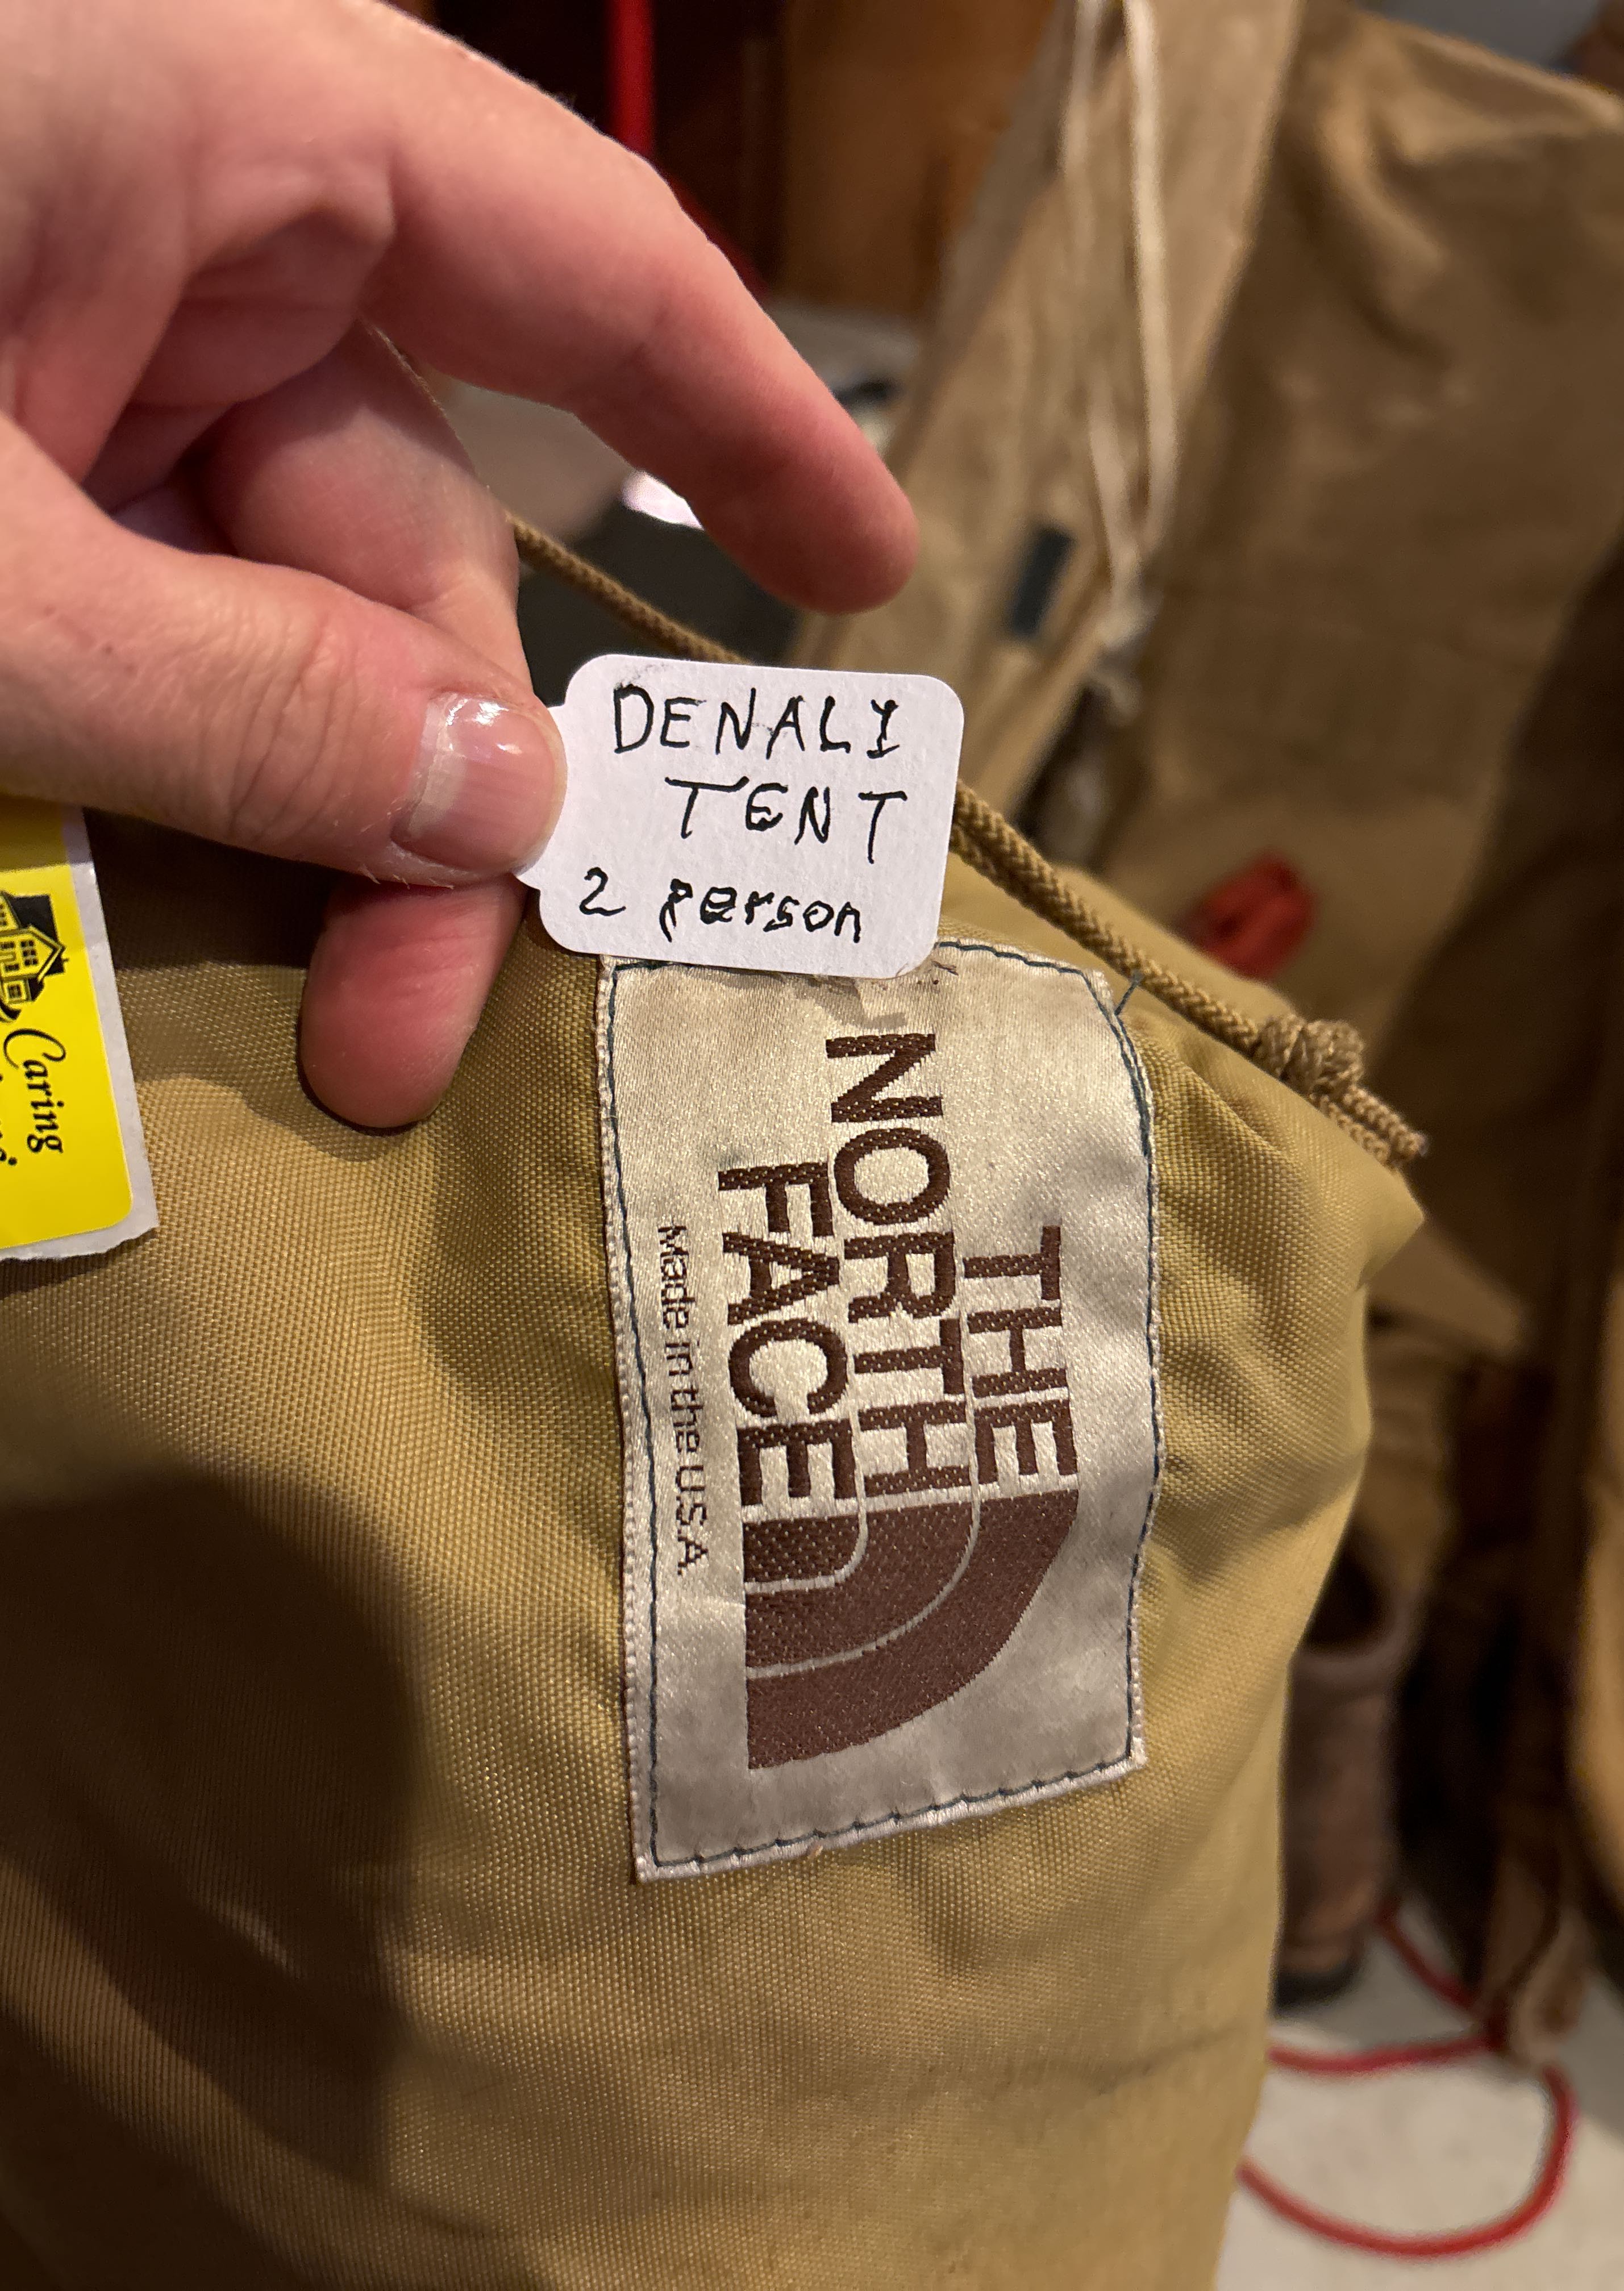 DENALI
TENT
2 person
THE
NORTH
FACE
Made in the U.S.A.
Caring